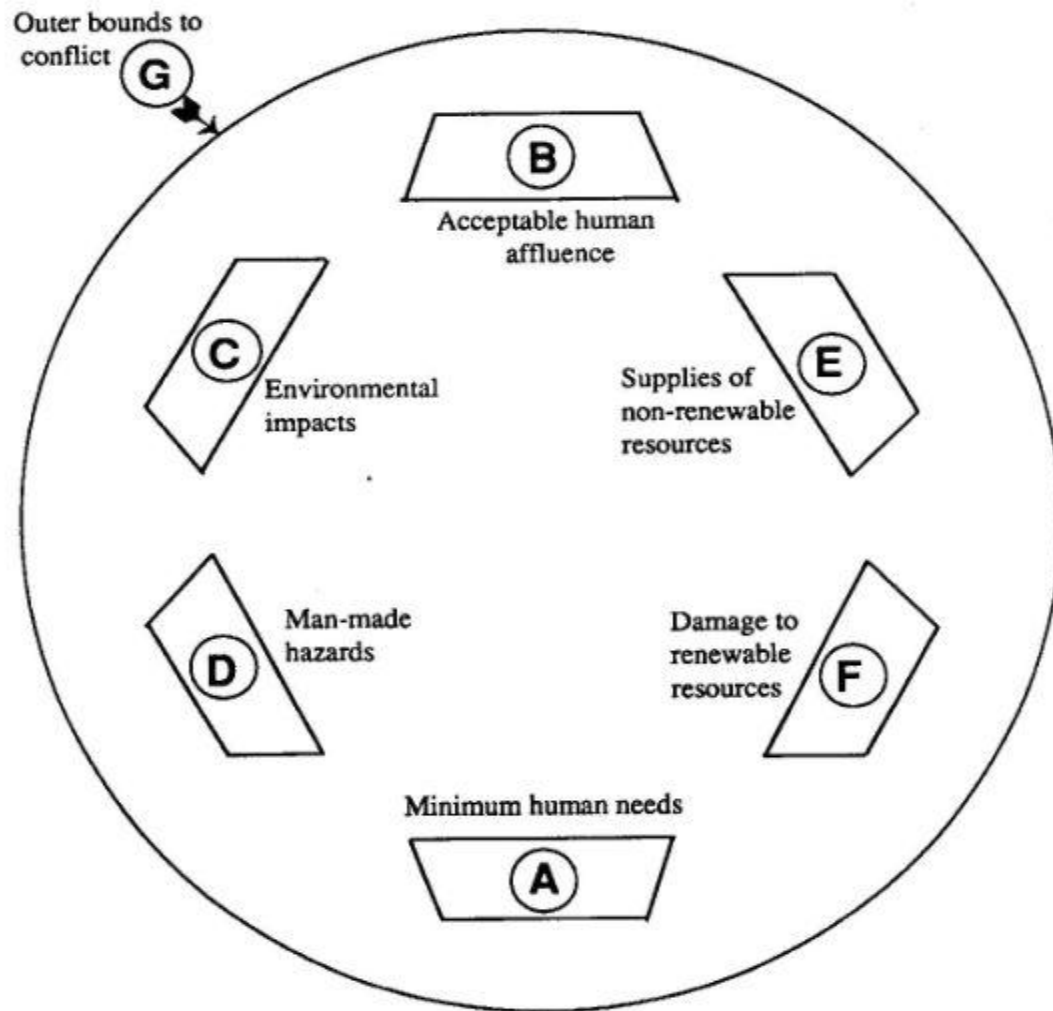 Outer bounds to
conflict
G
B
Acceptable human
affluence
C
Environmental
impacts
E
Supplies of
non-renewable
resources
D
Man-made
hazards
Damage to
renewable
resources
F
Minimum human needs
A